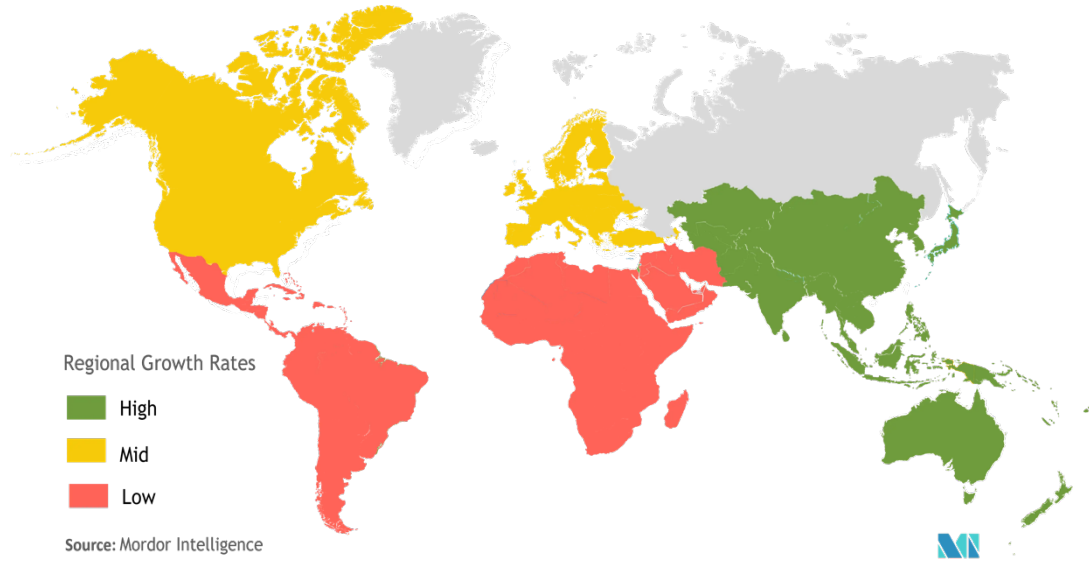 Regional Growth Rates
High
Mid
Low
Source: Mordor Intelligence